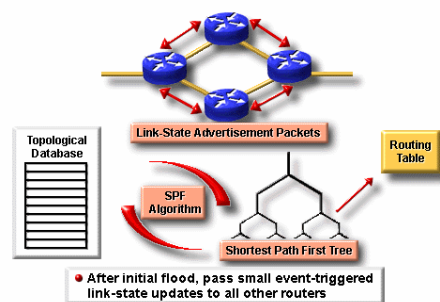 Link-State Advertisement Packets
Topological
Database
Routing
Table
SPF
Algorithm
Shortest Path First Tree
After initial flood, pass small event-triggered
link-state updates to all other routers